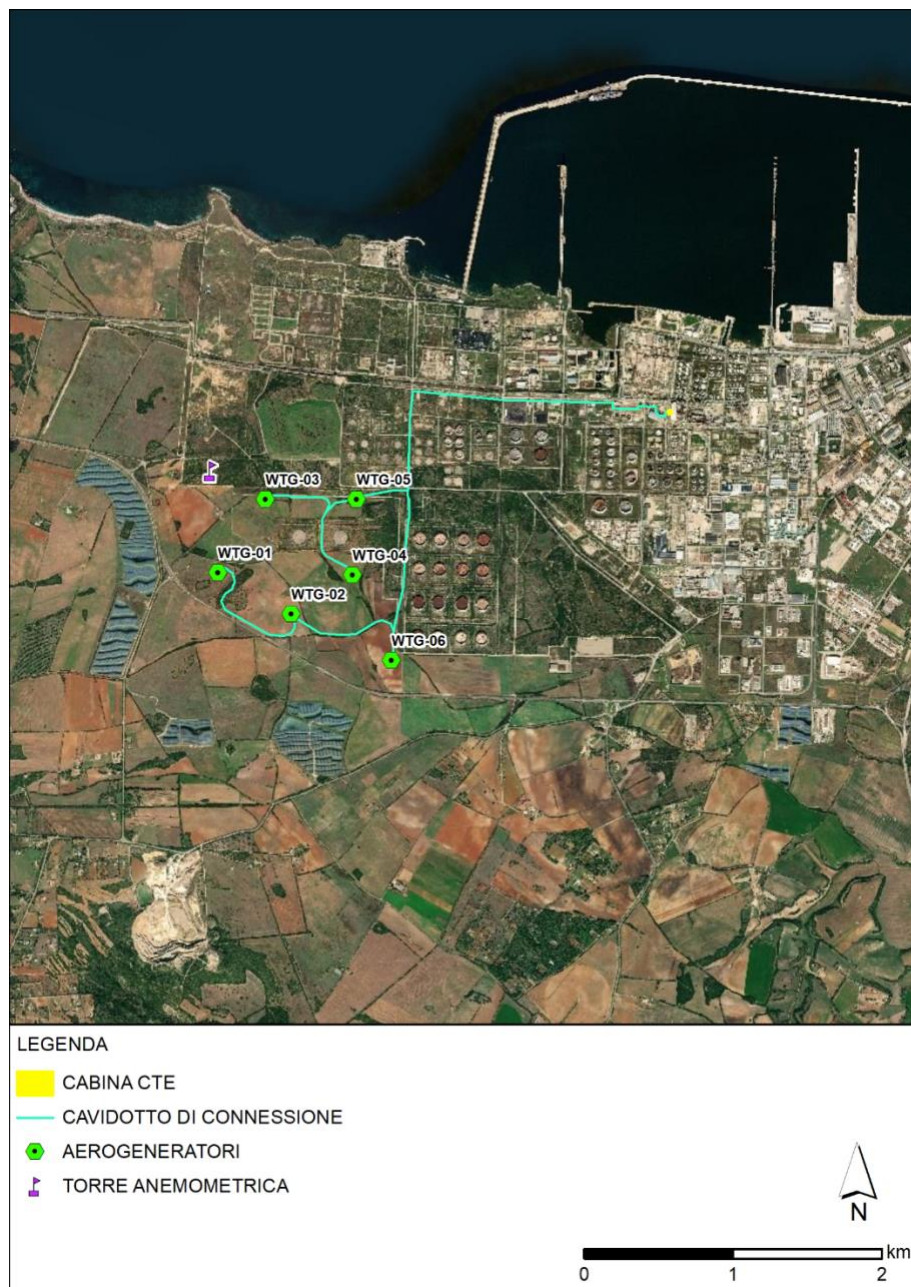 WTG-03
WTG-05
WTG-01
WTG-04
WTG-02
WTG-06
LEGENDA
CABINA CTE
CAVIDOTTO DI CONNESSIONE
AEROGENERATORI
TORRE ANEMOMETRICA
N
km
0 1 2